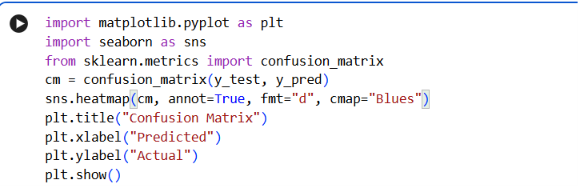 import matplotlib.pyplot as plt
import seaborn as sns
from sklearn.metrics import confusion_matrix
cm = confusion_matrix(y_test, y_pred)
sns.heatmap(cm, annot=True, fmt="d", cmap="Blues")
plt.title("Confusion Matrix")
plt.xlabel("Predicted")
plt.ylabel("Actual")
plt.show()